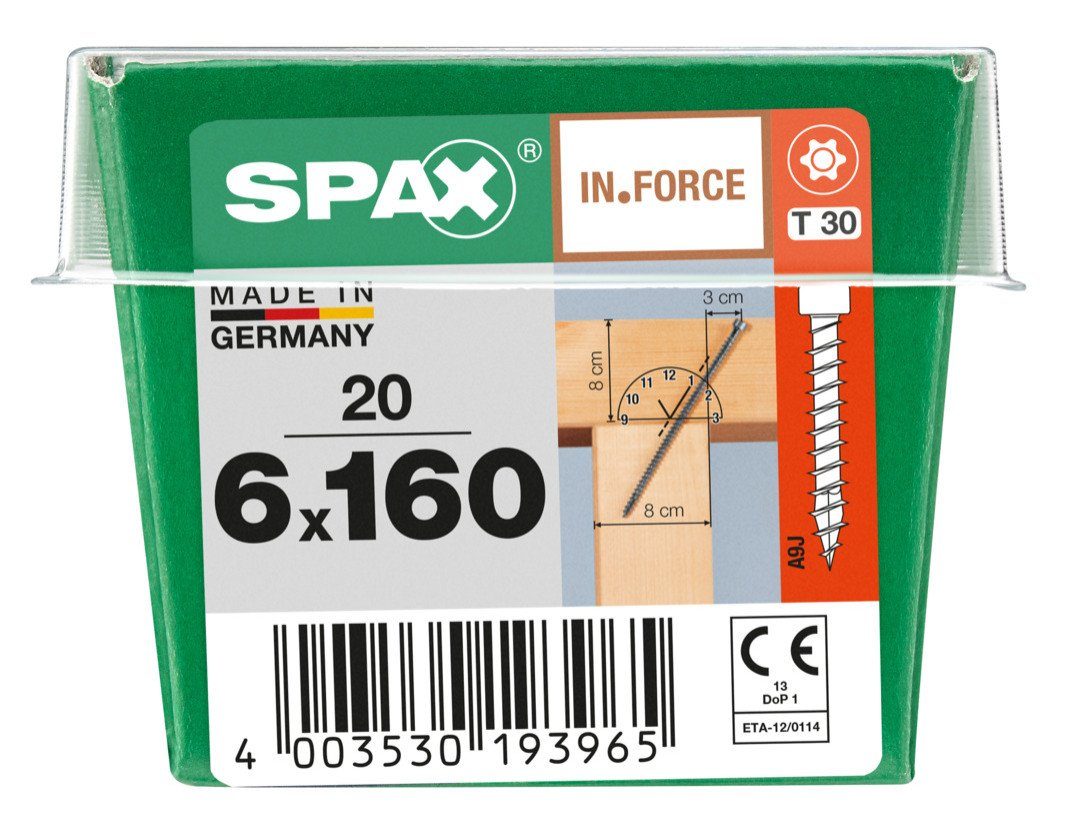 SPAX®
IN.FORCE
T 30
MADE IN
GERMANY
20
6x160
3 cm
8 cm
9 10 11 12 1 2 3
8 cm
A9J
4 003530 193965
CE
13
DoP 1
ETA-12/0114